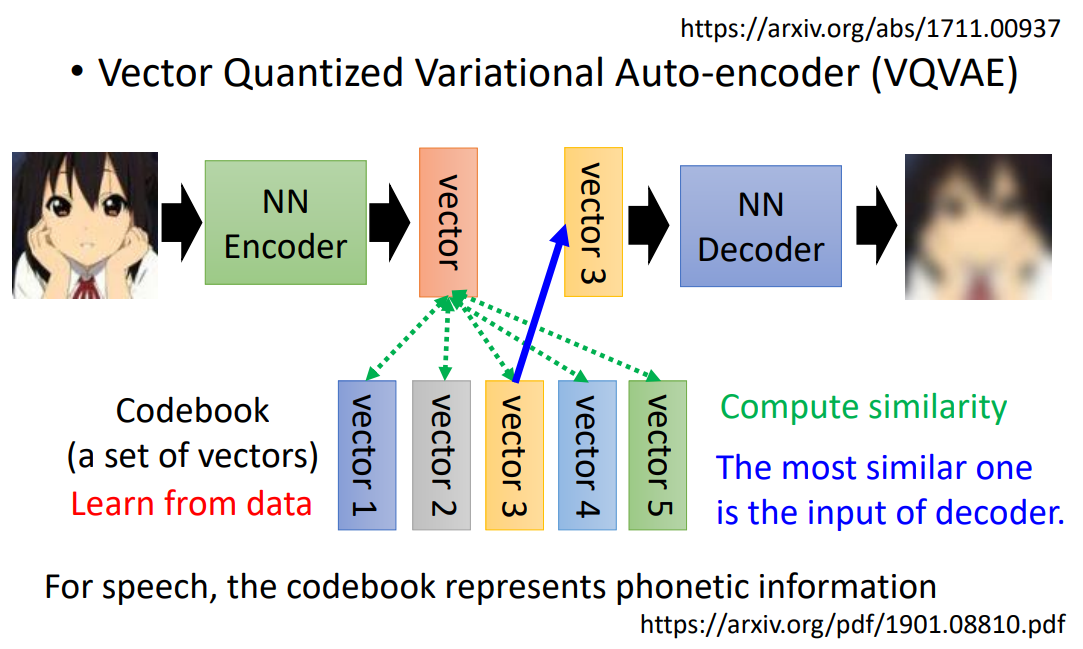 https://arxiv.org/abs/1711.00937
• Vector Quantized Variational Auto-encoder (VQVAE)
NN
Encoder
vector
vector 3
NN
Decoder
Codebook
(a set of vectors)
Learn from data
vector 1
vector 2
vector 3
vector 4
vector 5
Compute similarity
The most similar one
is the input of decoder.
For speech, the codebook represents phonetic information
https://arxiv.org/pdf/1901.08810.pdf